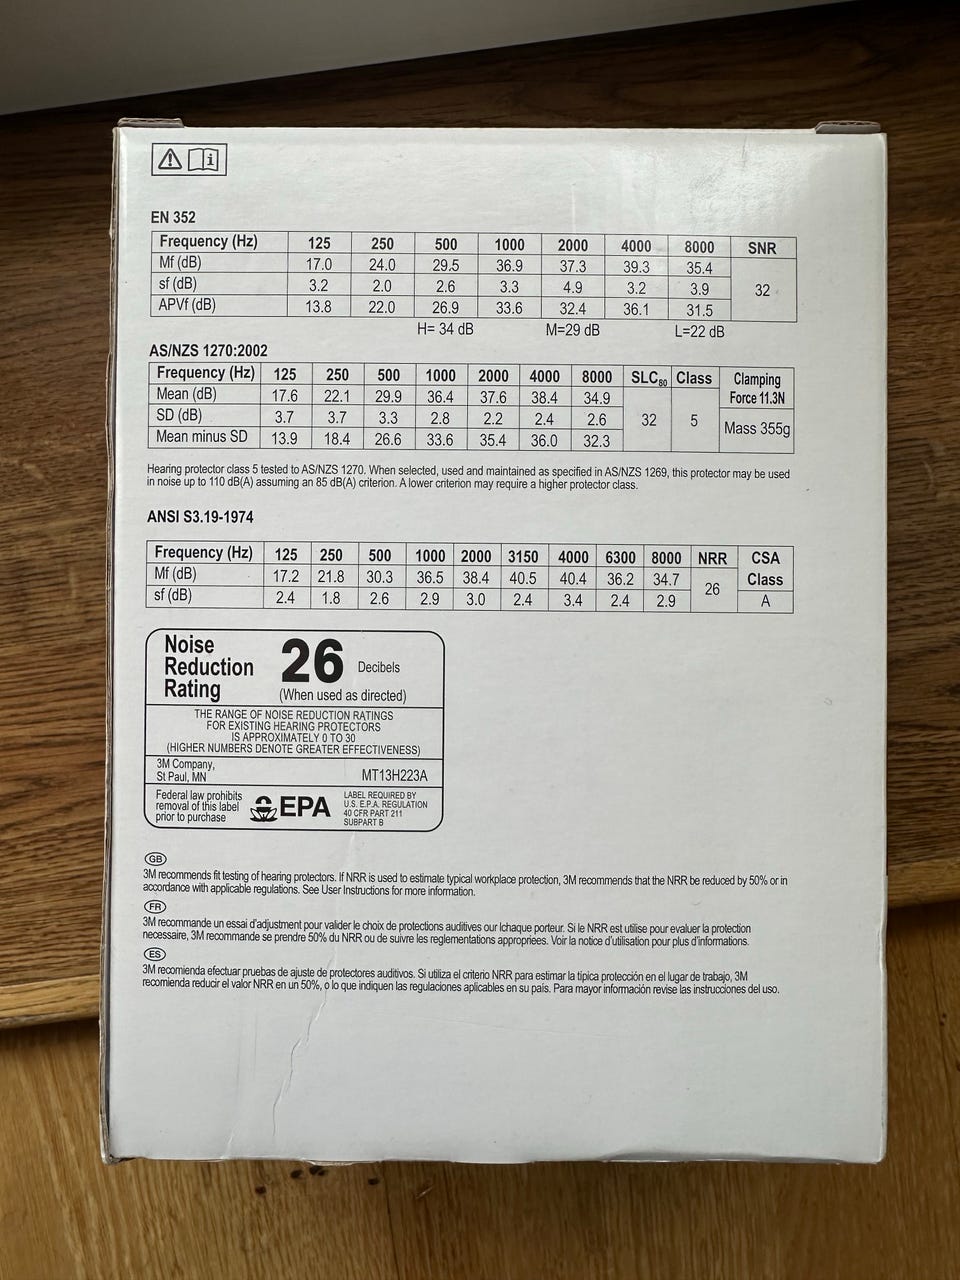 EN 352
Frequency (Hz) 125 250 500 1000 2000 4000 8000 SNR
Mf (dB) 17.0 24.0 29.5 36.9 37.3 39.3 35.4
sf (dB) 3.2 2.0 2.6 3.3 4.9 3.2 3.9 32
APVf (dB) 13.8 22.0 26.9 33.6 32.4 36.1 31.5
H= 34 dB M=29 dB L=22 dB
AS/NZS 1270:2002
Frequency (Hz) 125 250 500 1000 2000 4000 8000 SLC80 Class Clamping
Mean (dB) 17.6 22.1 29.9 36.4 37.6 38.4 34.9 Force 11.3N
SD (dB) 3.7 3.7 3.3 2.8 2.2 2.4 2.6 32 5 Mass 355g
Mean minus SD 13.9 18.4 26.6 33.6 35.4 36.0 32.3
Hearing protector class 5 tested to AS/NZS 1270. When selected, used and maintained as specified in AS/NZS 1269, this protector may be used
in noise up to 110 dB(A) assuming an 85 dB(A) criterion. A lower criterion may require a higher protector class.
ANSI S3.19-1974
Frequency (Hz) 125 250 500 1000 2000 3150 4000 6300 8000 NRR CSA
Mf (dB) 17.2 21.8 30.3 36.5 38.4 40.5 40.4 36.2 34.7 26 Class
sf (dB) 2.4 1.8 2.6 2.9 3.0 2.4 3.4 2.4 2.9 A
Noise
Reduction
Rating
26 Decibels
(When used as directed)
THE RANGE OF NOISE REDUCTION RATINGS
FOR EXISTING HEARING PROTECTORS
IS APPROXIMATELY 0 TO 30
(HIGHER NUMBERS DENOTE GREATER EFFECTIVENESS)
3M Company,
St Paul, MN MT13H223A
Federal law prohibits
removal of this label
prior to purchase
EPA
LABEL REQUIRED BY
U.S. E.P.A. REGULATION
40 CFR PART 211
SUBPART B
GB
3M recommends fit testing of hearing protectors. If NRR is used to estimate typical workplace protection, 3M recommends that the NRR be reduced by 50% or in
accordance with applicable regulations. See User Instructions for more information.
FR
3M recommande un essai d'adjustment pour valider le choix de protections auditives our lchaque porteur. Si le NRR est utilise pour evaluer la protection
necessaire, 3M recommande se prendre 50% du NRR ou de suivre les reglementations appropriees. Voir la notice d'utilisation pour plus d'informations.
ES
3M recomienda efectuar pruebas de ajuste de protectores auditivos. Si utiliza el criterio NRR para estimar la tipica protección en el lugar de trabajo, 3M
recomienda reducir el valor NRR en un 50%, o lo que indiquen las regulaciones aplicables en su pais. Para mayor información revise las instrucciones del uso.